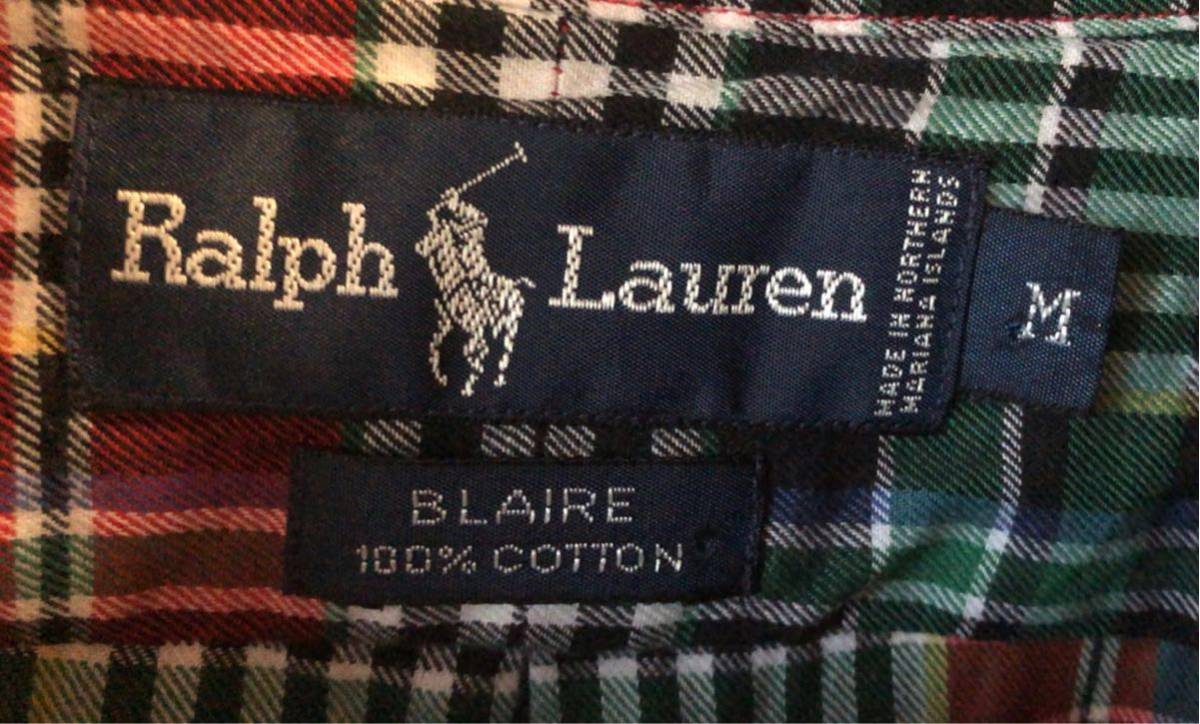 Ralph Lauren
MADE IN NORTHERN
MARIANA ISLANDS
M
BLAIRE
100% COTTON